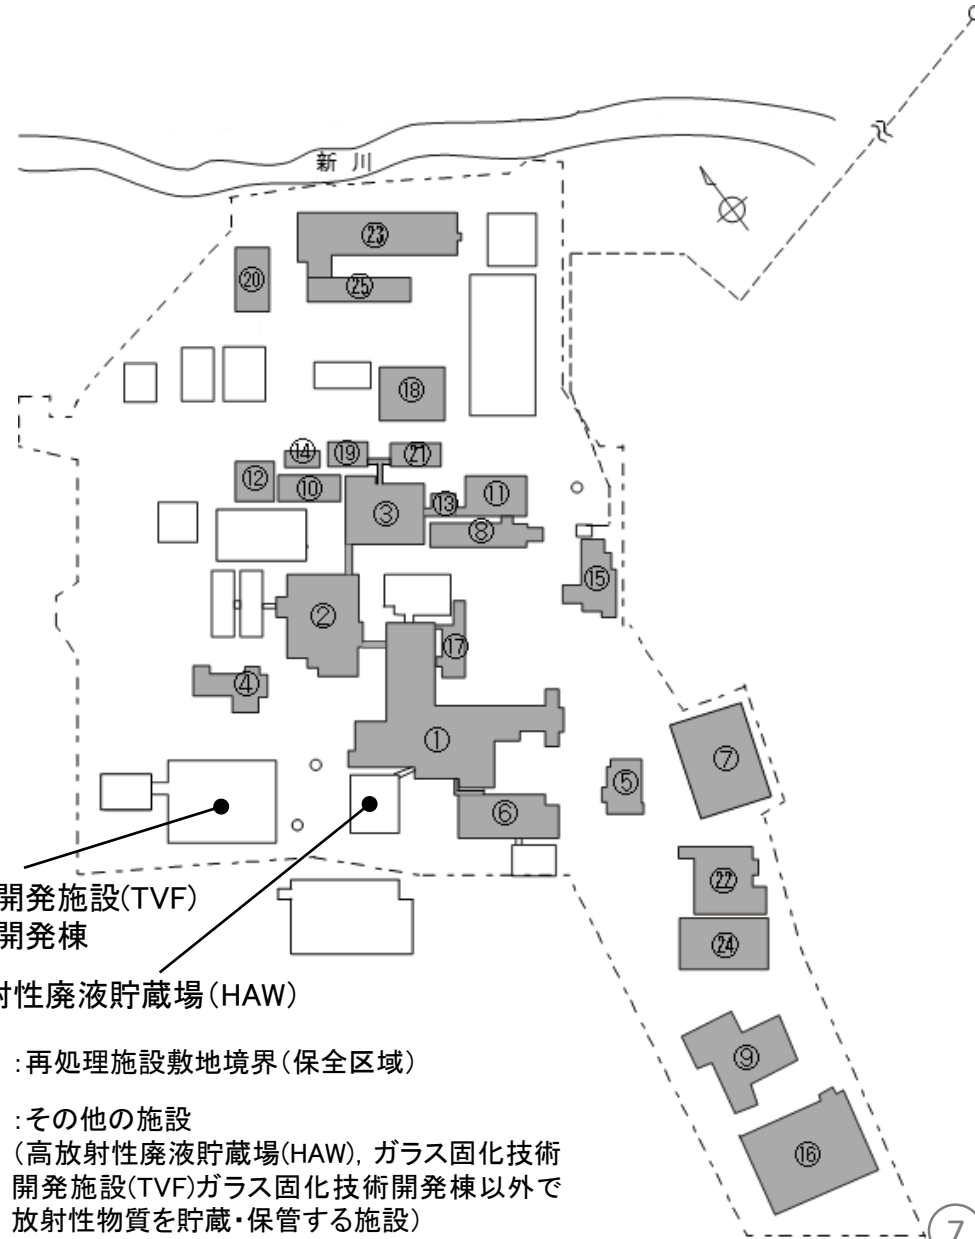 新川
㉓
⑳
㉕
⑱
⑭
⑲
㉑
⑫
⑩
③
⑬
⑪
⑧
⑮
②
⑰
④
①
⑦
⑤
⑥
㉒
㉔
開発施設(TVF)
開発棟
射性廃液貯蔵場(HAW)
⑨
:再処理施設敷地境界(保全区域)
:その他の施設
(高放射性廃液貯蔵場(HAW), ガラス固化技術
開発施設(TVF)ガラス固化技術開発棟以外で
放射性物質を貯蔵・保管する施設)
⑯
7